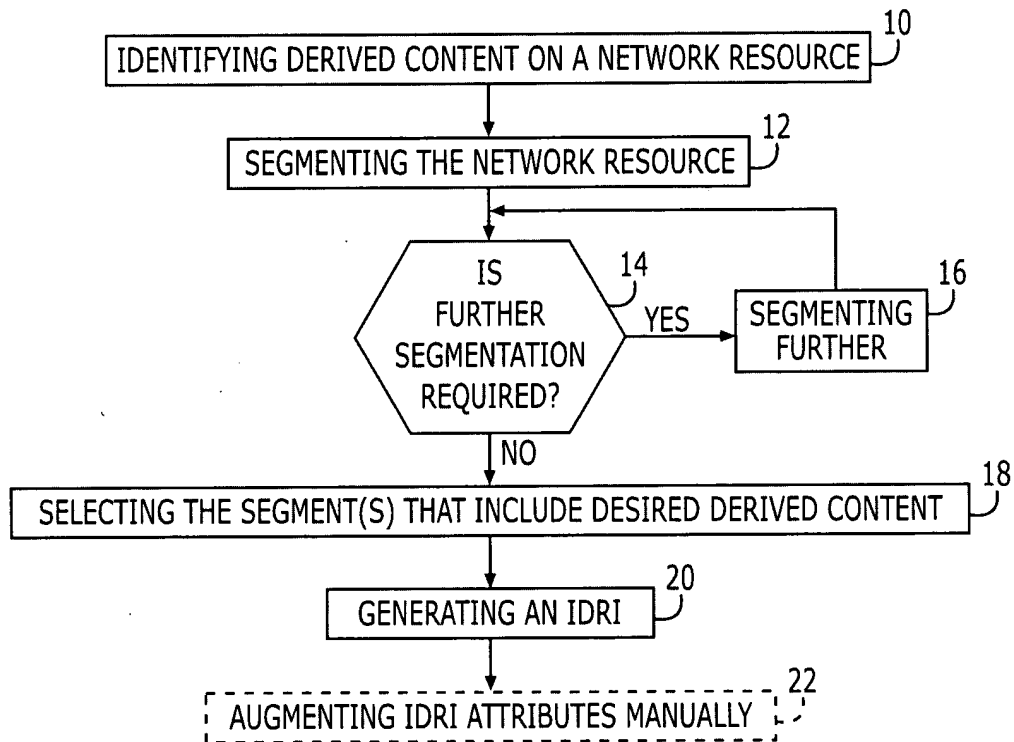 10
IDENTIFYING DERIVED CONTENT ON A NETWORK RESOURCE
12
SEGMENTING THE NETWORK RESOURCE
IS
FURTHER
SEGMENTATION
REQUIRED?
14
YES
16
SEGMENTING
FURTHER
NO
18
SELECTING THE SEGMENT(S) THAT INCLUDE DESIRED DERIVED CONTENT
20
GENERATING AN IDRI
22
AUGMENTING IDRI ATTRIBUTES MANUALLY